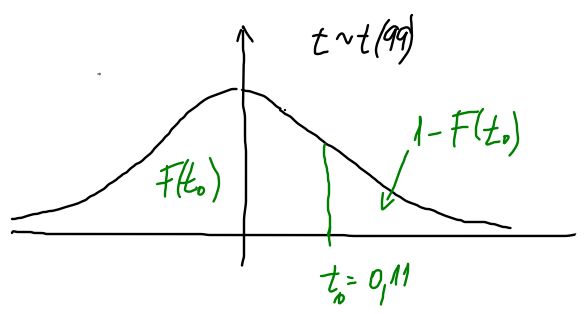 t ~ t(99)
1 - F(t₀)
F(t₀)
t₀ = 0,11